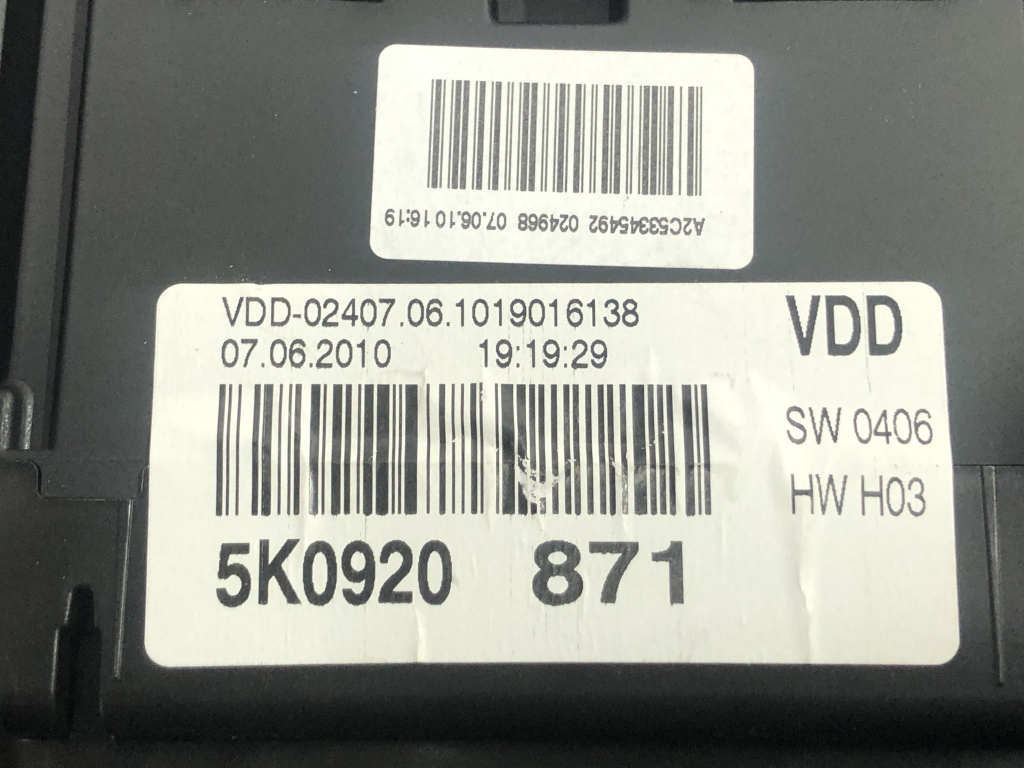 A2C53345492 024968 07.06.10 16:19
VDD-02407.06.1019016138
07.06.2010 19:19:29
VDD
SW 0406
HW H03
5K0920 871